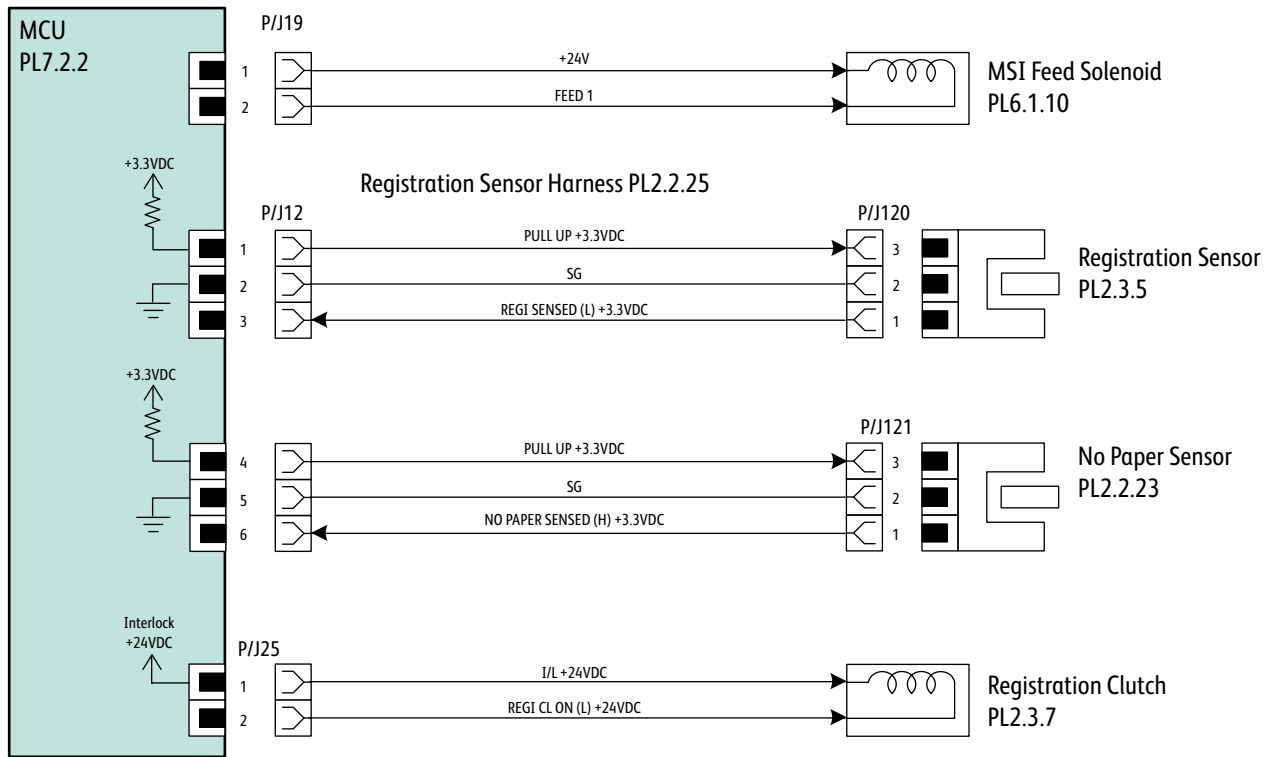 MCU
PL7.2.2
P/J19
1
+24V
2
FEED 1
MSI Feed Solenoid
PL6.1.10
Registration Sensor Harness PL2.2.25
+3.3VDC
P/J12
P/J120
1
PULL UP +3.3VDC
3
2
SG
2
3
REGI SENSED (L) +3.3VDC
1
Registration Sensor
PL2.3.5
+3.3VDC
P/J121
4
PULL UP +3.3VDC
3
5
SG
2
6
NO PAPER SENSED (H) +3.3VDC
1
No Paper Sensor
PL2.2.23
Interlock
+24VDC
P/J25
1
I/L +24VDC
2
REGI CL ON (L) +24VDC
Registration Clutch
PL2.3.7